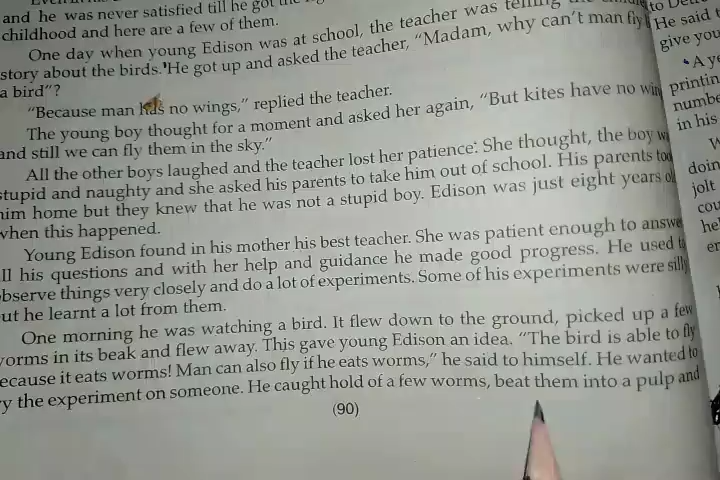 and he was never satisfied till he got the
childhood and here are a few of them.
One day when young Edison was at school, the teacher was telling the
story about the birds. He got up and asked the teacher, "Madam, why can't man fly
a bird"?
"Because man has no wings," replied the teacher.
The young boy thought for a moment and asked her again, "But kites have no
and still we can fly them in the sky."
All the other boys laughed and the teacher lost her patience. She thought, the boy
stupid and naughty and she asked his parents to take him out of school. His parents
him home but they knew that he was not a stupid boy. Edison was just eight years
when this happened.
Young Edison found in his mother his best teacher. She was patient enough to
ll his questions and with her help and guidance he made good progress. He used
bserve things very closely and do a lot of experiments. Some of his experiments were silly
ut he learnt a lot from them.
One morning he was watching a bird. It flew down to the ground, picked up a few
orms in its beak and flew away. This gave young Edison an idea. "The bird is able to fly
ecause it eats worms! Man can also fly if he eats worms," he said to himself. He wanted to
y the experiment on someone. He caught hold of a few worms, beat them into a pulp and
(90)
He said
give you
A
printin
numbe
in his
doin
jolt
cou
he
er